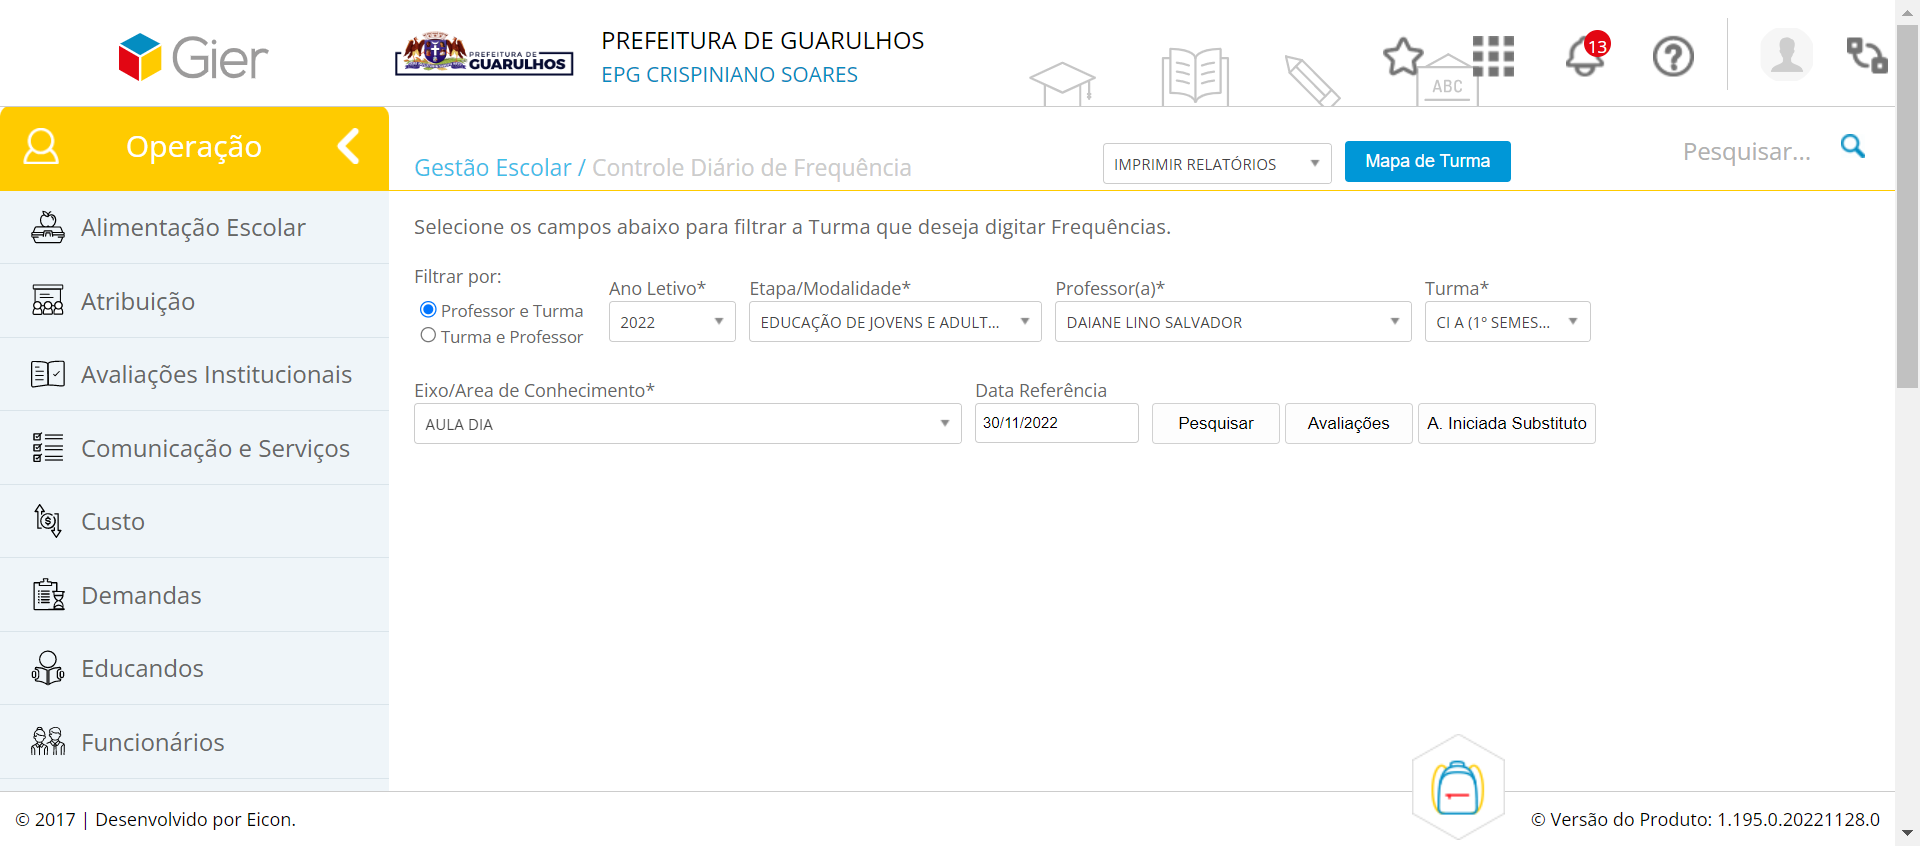 Gier
PREFEITURA DE
GUARULHOS
PREFEITURA DE GUARULHOS
EPG CRISPINIANO SOARES
ABC
13
Operação
Gestão Escolar / Controle Diário de Frequência
IMPRIMIR RELATÓRIOS
Mapa de Turma
Pesquisar...
Alimentação Escolar
Atribuição
Avaliações Institucionais
Comunicação e Serviços
Custo
Demandas
Educandos
Funcionários
Selecione os campos abaixo para filtrar a Turma que deseja digitar Frequências.
Filtrar por:
Professor e Turma
Turma e Professor
Ano Letivo*
2022
Etapa/Modalidade*
EDUCAÇÃO DE JOVENS E ADULT...
Professor(a)*
DAIANE LINO SALVADOR
Turma*
CI A (1º SEMES...
Eixo/Area de Conhecimento*
AULA DIA
Data Referência
30/11/2022
Pesquisar
Avaliações
A. Iniciada Substituto
© 2017 | Desenvolvido por Eicon.
© Versão do Produto: 1.195.0.20221128.0